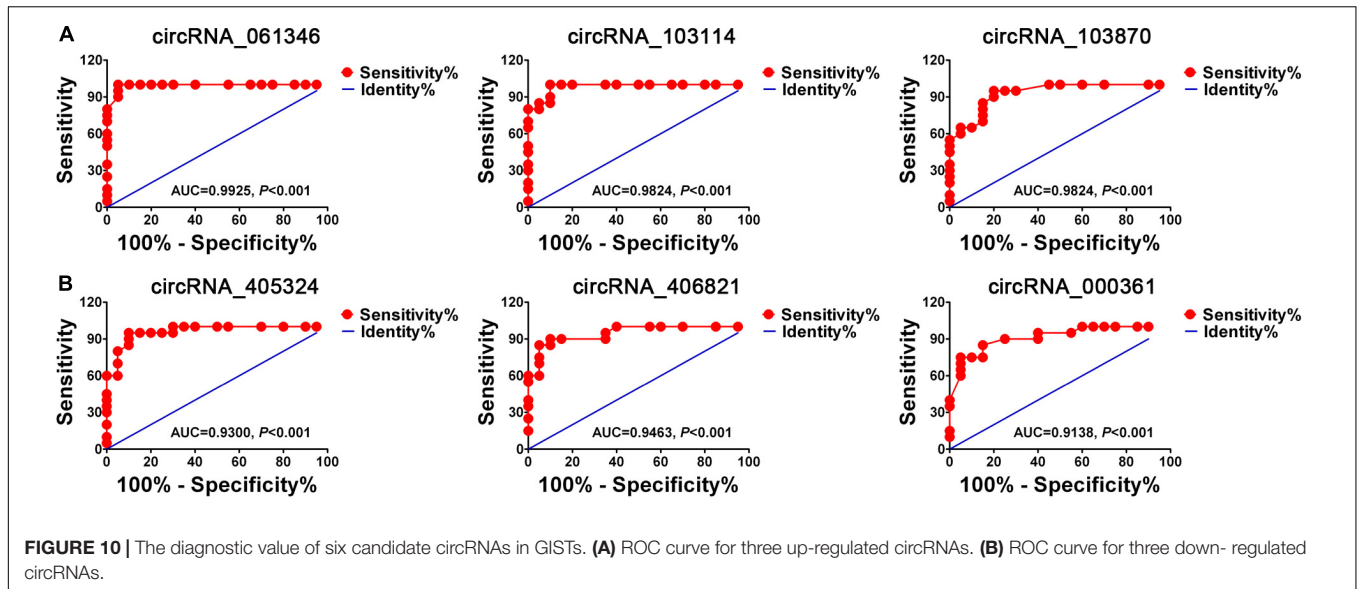 A
circRNA_061346
120
90
60
30
0
Sensitivity
0 20 40 60 80 100
100% - Specificity%
Sensitivity%
Identity%
AUC=0.9925, P<0.001
circRNA_103114
120
90
60
30
0
Sensitivity
0 20 40 60 80 100
100% - Specificity%
Sensitivity%
Identity%
AUC=0.9824, P<0.001
circRNA_103870
120
90
60
30
0
Sensitivity
0 20 40 60 80 100
100% - Specificity%
Sensitivity%
Identity%
AUC=0.9824, P<0.001
B
circRNA_405324
120
90
60
30
0
Sensitivity
0 20 40 60 80 100
100% - Specificity%
Sensitivity%
Identity%
AUC=0.9300, P<0.001
circRNA_406821
120
90
60
30
0
Sensitivity
0 20 40 60 80 100
100% - Specificity%
Sensitivity%
Identity%
AUC=0.9463, P<0.001
circRNA_000361
120
90
60
30
0
Sensitivity
0 20 40 60 80 100
100% - Specificity%
Sensitivity%
Identity%
AUC=0.9138, P<0.001
FIGURE 10 | The diagnostic value of six candidate circRNAs in GISTs. (A) ROC curve for three up-regulated circRNAs. (B) ROC curve for three down- regulated
circRNAs.